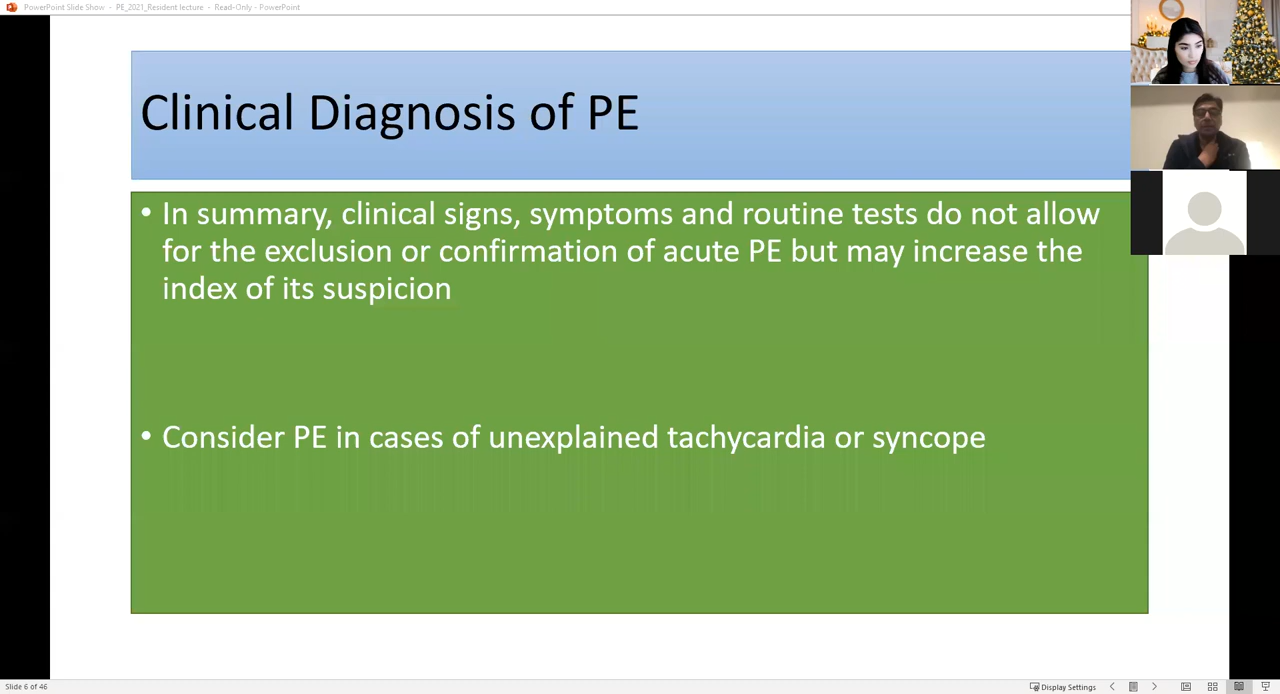 PowerPoint Slide Show - PE_2021_Resident lecture - Read-Only - PowerPoint
Clinical Diagnosis of PE
• In summary, clinical signs, symptoms and routine tests do not allow
for the exclusion or confirmation of acute PE but may increase the
index of its suspicion
• Consider PE in cases of unexplained tachycardia or syncope
Slide 6 of 46
Display Settings